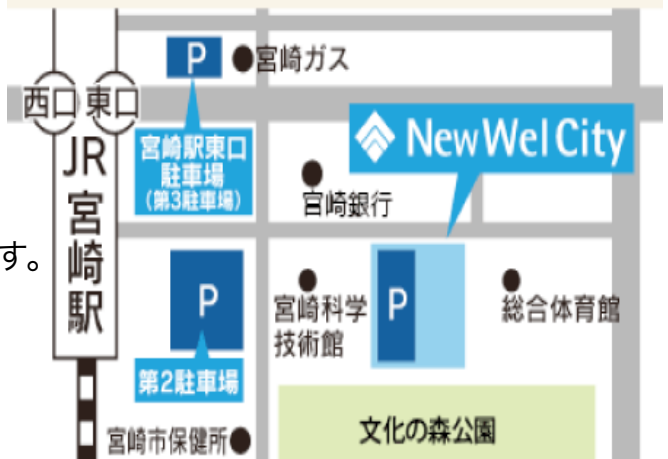 P
宮崎ガス
西口
東口
JR
宮
崎
駅
宮崎駅東口
駐車場
(第3駐車場)
New Wel City
宮崎銀行
す。
P
第2駐車場
宮崎科学
技術館
P
総合体育館
宮崎市保健所
文化の森公園